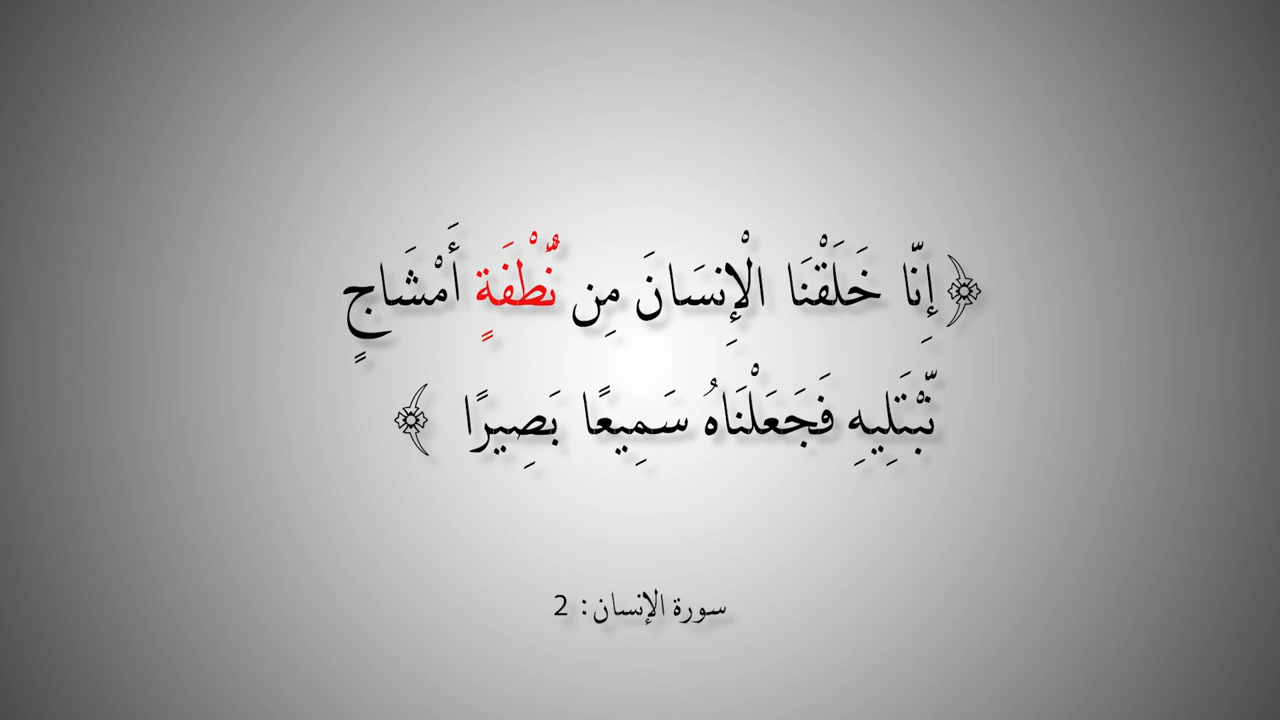 ﴿ إِنَّا خَلَقْنَا الْإِنسَانَ مِن نُّطْفَةٍ أَمْشَاجٍ
نَّبْتَلِيهِ فَجَعَلْنَاهُ سَمِيعًا بَصِيرًا ﴾
سورة الإنسان: 2